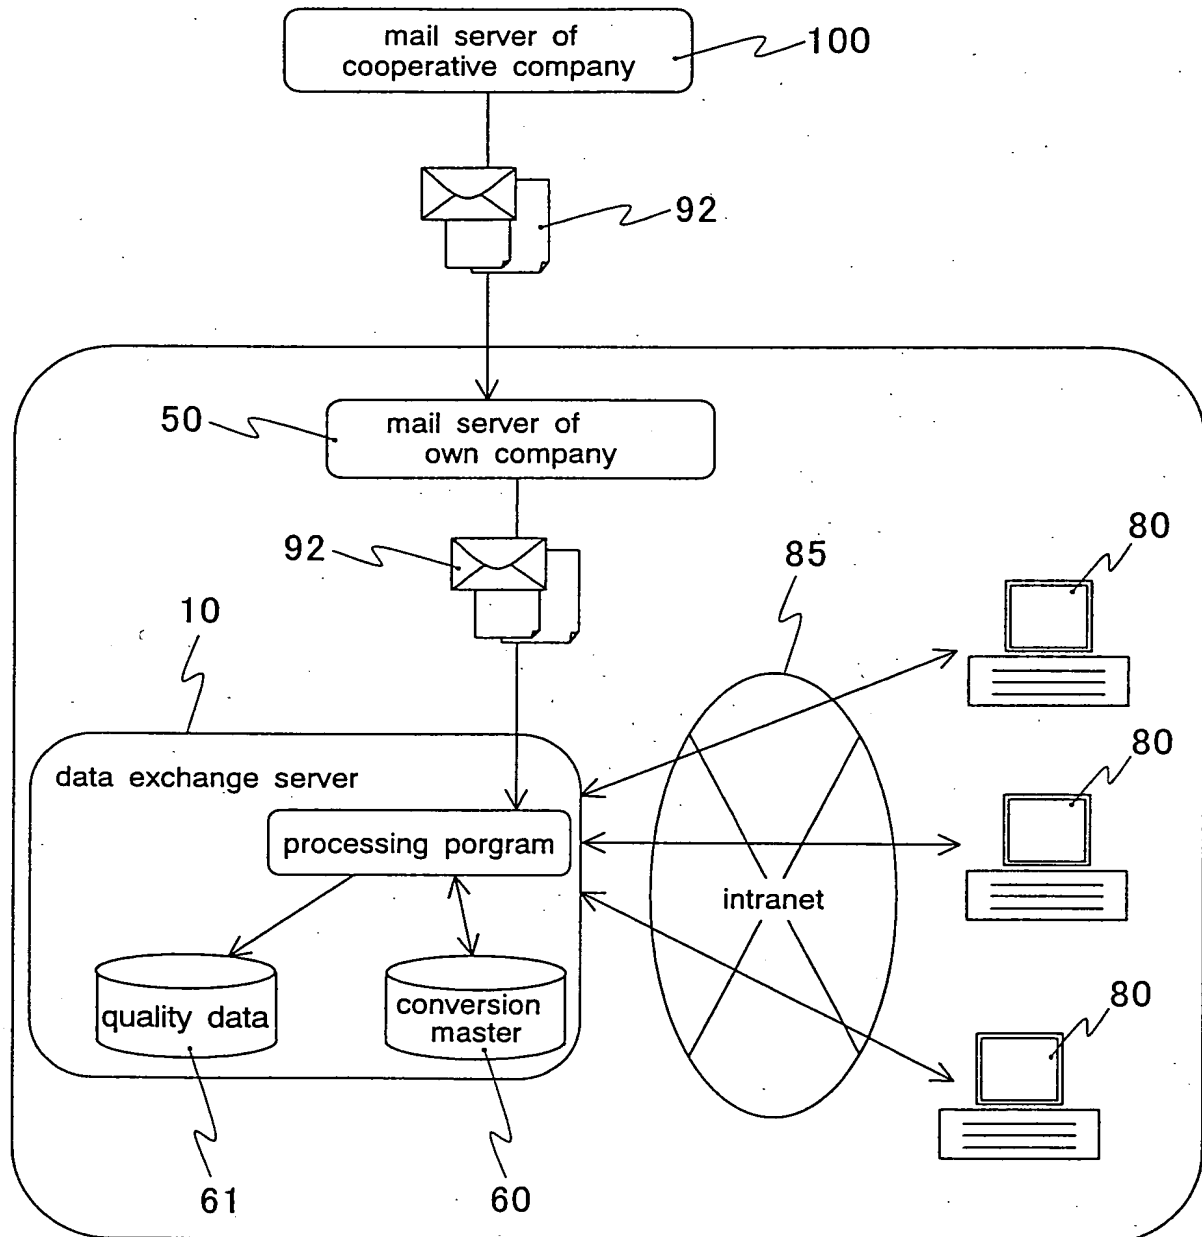 mail server of
cooperative company
100
92
50
mail server of
own company
92
85
80
10
80
data exchange server
processing porgram
intranet
quality data
conversion
master
80
61
60